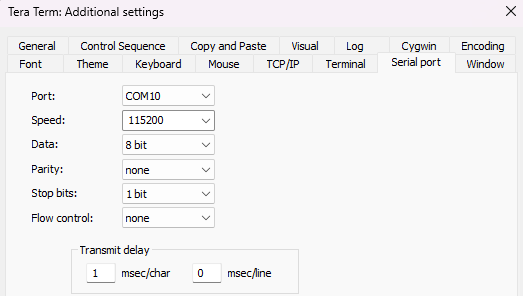 Tera Term: Additional settings
General Control Sequence Copy and Paste Visual Log Cygwin Encoding
Font Theme Keyboard Mouse TCP/IP Terminal Serial port Window
Port: COM10
Speed: 115200
Data: 8 bit
Parity: none
Stop bits: 1 bit
Flow control: none
Transmit delay
1 msec/char 0 msec/line